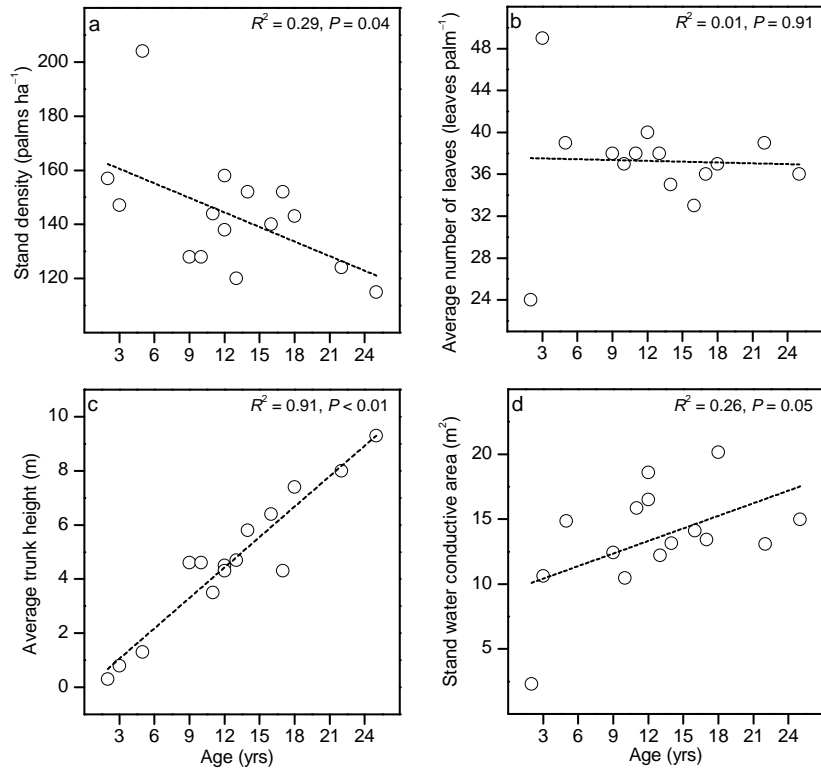 a
R² = 0.29, P = 0.04
Stand density (palms ha⁻¹)
160
200
180
160
140
120
3 6 9 12 15 18 21 24
b
R² = 0.01, P = 0.91
Average number of leaves (leaves palm⁻¹)
48
44
40
36
32
28
24
3 6 9 12 15 18 21 24
c
R² = 0.91, P < 0.01
Average trunk height (m)
10
8
6
4
2
0
3 6 9 12 15 18 21 24
Age (yrs)
d
R² = 0.26, P = 0.05
Stand water conductive area (m²)
20
15
10
5
3 6 9 12 15 18 21 24
Age (yrs)